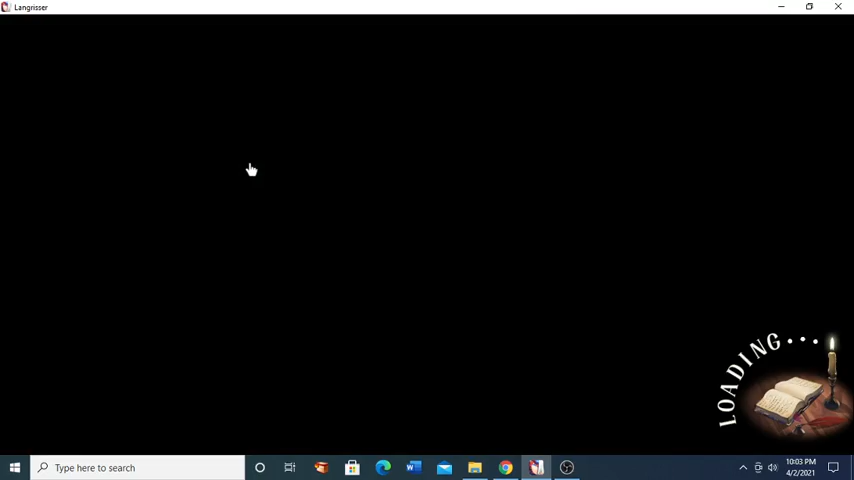 Langrisser
LOADING...
Type here to search
10:03 PM
4/2/2021